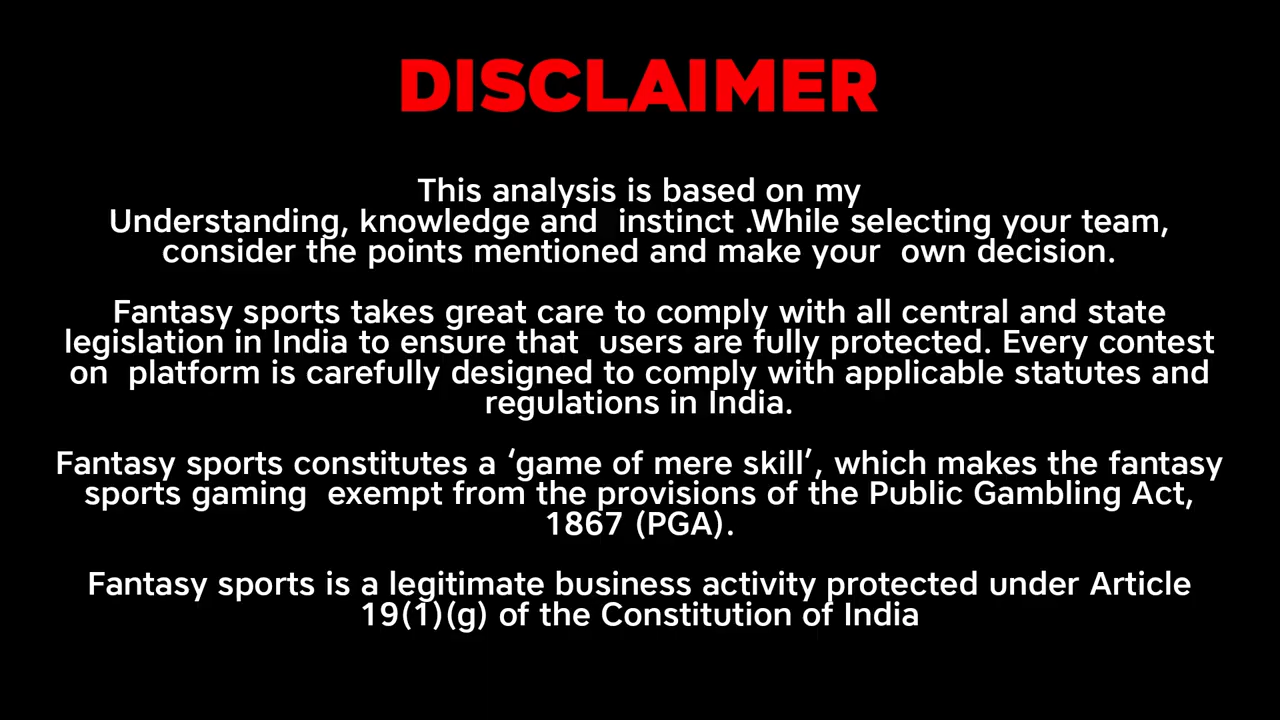 DISCLAIMER
This analysis is based on my
Understanding, knowledge and  instinct .While selecting your team,
consider the points mentioned and make your  own decision.
Fantasy sports takes great care to comply with all central and state
legislation in India to ensure that  users are fully protected. Every contest
on  platform is carefully designed to comply with applicable statutes and
regulations in India.
Fantasy sports constitutes a ‘game of mere skill’, which makes the fantasy
sports gaming  exempt from the provisions of the Public Gambling Act,
1867 (PGA).
Fantasy sports is a legitimate business activity protected under Article
19(1)(g) of the Constitution of India